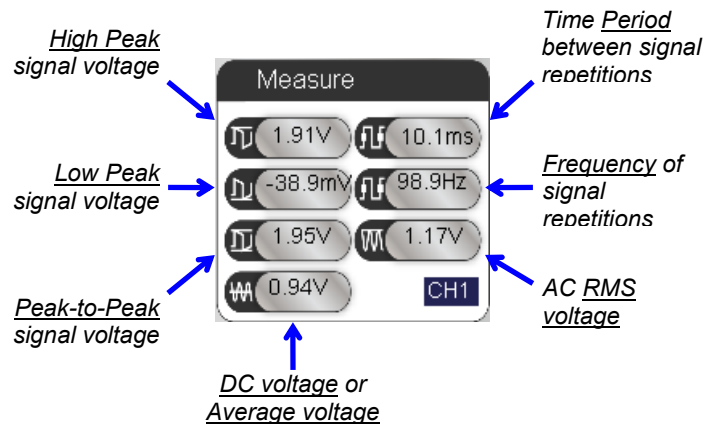 High Peak
signal voltage
Time Period
between signal
repetitions
Measure
1.91V
10.1ms
Low Peak
signal voltage
-38.9mV
98.9Hz
Frequency of
signal
repetitions
1.95V
1.17V
Peak-to-Peak
signal voltage
0.94V
CH1
AC RMS
voltage
DC voltage or
Average voltage